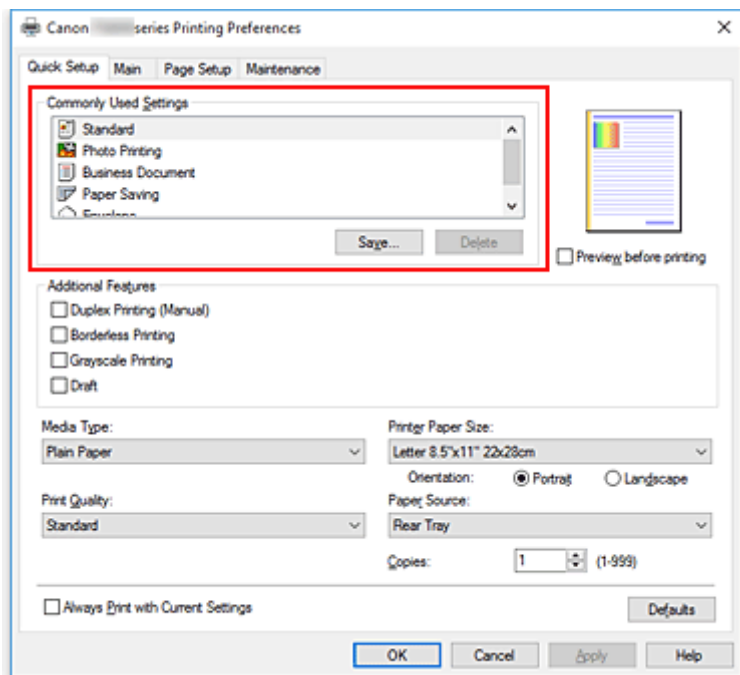 Canon series Printing Preferences
Quick Setup Main Page Setup Maintenance
Commonly Used Settings
Standard
Photo Printing
Business Document
Paper Saving
Envelope
Save... Delete
Preview before printing
Additional Features
Duplex Printing (Manual)
Borderless Printing
Grayscale Printing
Draft
Media Type: Printer Paper Size:
Plain Paper Letter 8.5"x11" 22x28cm
Orientation: Portrait Landscape
Print Quality: Paper Source:
Standard Rear Tray
Copies: 1 (1-999)
Always Print with Current Settings Defaults
OK Cancel Apply Help